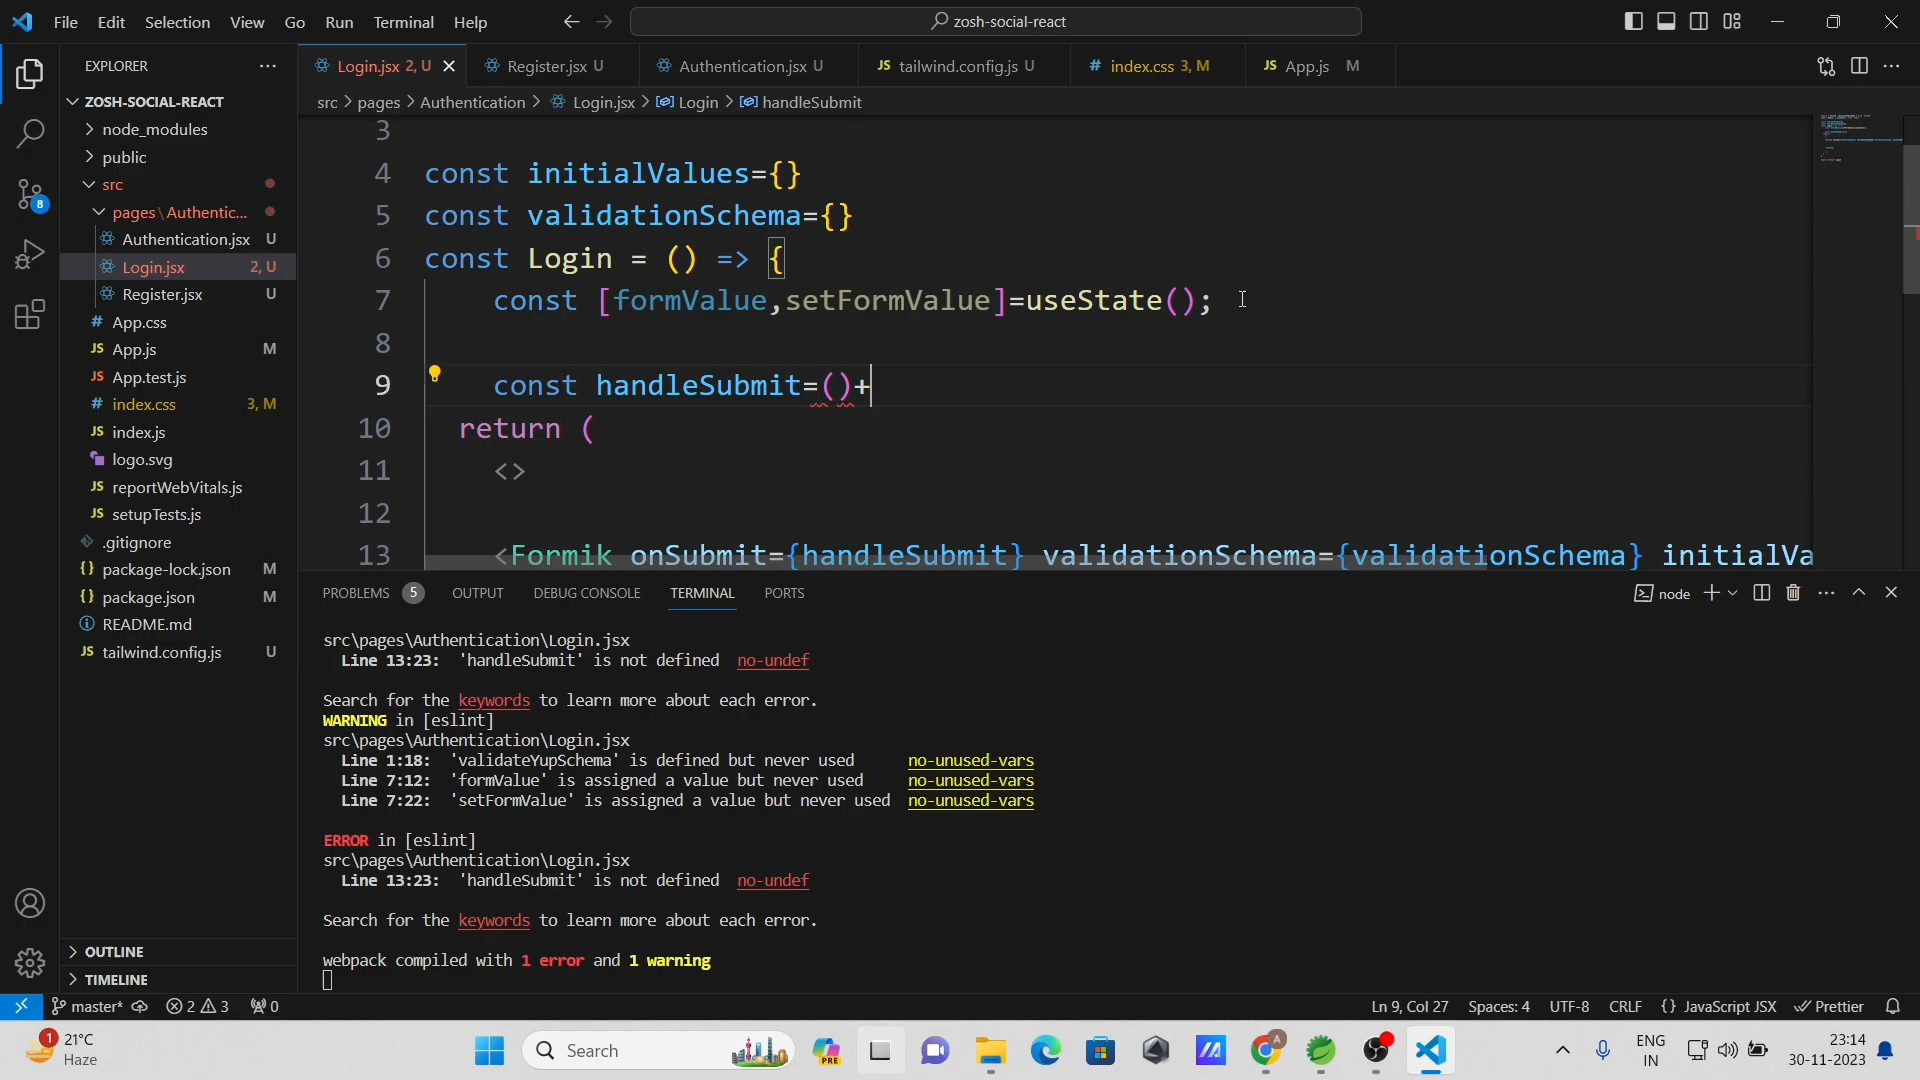 File Edit Selection View Go Run Terminal Help
zosh-social-react
EXPLORER
Login.jsx 2, U
Register.jsx U
Authentication.jsx U
JS tailwind.config.js U
# index.css 3, M
JS App.js M
src > pages > Authentication > Login.jsx > Login > handleSubmit
ZOSH-SOCIAL-REACT
node_modules
public
src
pages\Authentic...
Authentication.jsx U
Login.jsx 2, U
Register.jsx U
# App.css
JS App.js M
JS App.test.js
# index.css 3, M
JS index.js
logo.svg
JS reportWebVitals.js
JS setupTests.js
.gitignore
{} package-lock.json M
{} package.json M
README.md
JS tailwind.config.js U
OUTLINE
TIMELINE
8
3
4 const initialValues={}
5 const validationSchema={}
6 const Login = () => {
7 const [formValue,setFormValue]=useState();
8
9 const handleSubmit=()+
10 return (
11 <>
12
13 <Formik onSubmit={handleSubmit} validationSchema={validationSchema} initialVa
PROBLEMS 5 OUTPUT DEBUG CONSOLE TERMINAL PORTS
node
src\pages\Authentication\Login.jsx
Line 13:23: 'handleSubmit' is not defined no-undef
Search for the keywords to learn more about each error.
WARNING in [eslint]
src\pages\Authentication\Login.jsx
Line 1:18: 'validateYupSchema' is defined but never used no-unused-vars
Line 7:12: 'formValue' is assigned a value but never used no-unused-vars
Line 7:22: 'setFormValue' is assigned a value but never used no-unused-vars
ERROR in [eslint]
src\pages\Authentication\Login.jsx
Line 13:23: 'handleSubmit' is not defined no-undef
Search for the keywords to learn more about each error.
webpack compiled with 1 error and 1 warning
master* 2 3 0
Ln 9, Col 27 Spaces: 4 UTF-8 CRLF {} JavaScript JSX Prettier
1
21°C
Haze
Search
PRE
A
ENG
IN
23:14
30-11-2023